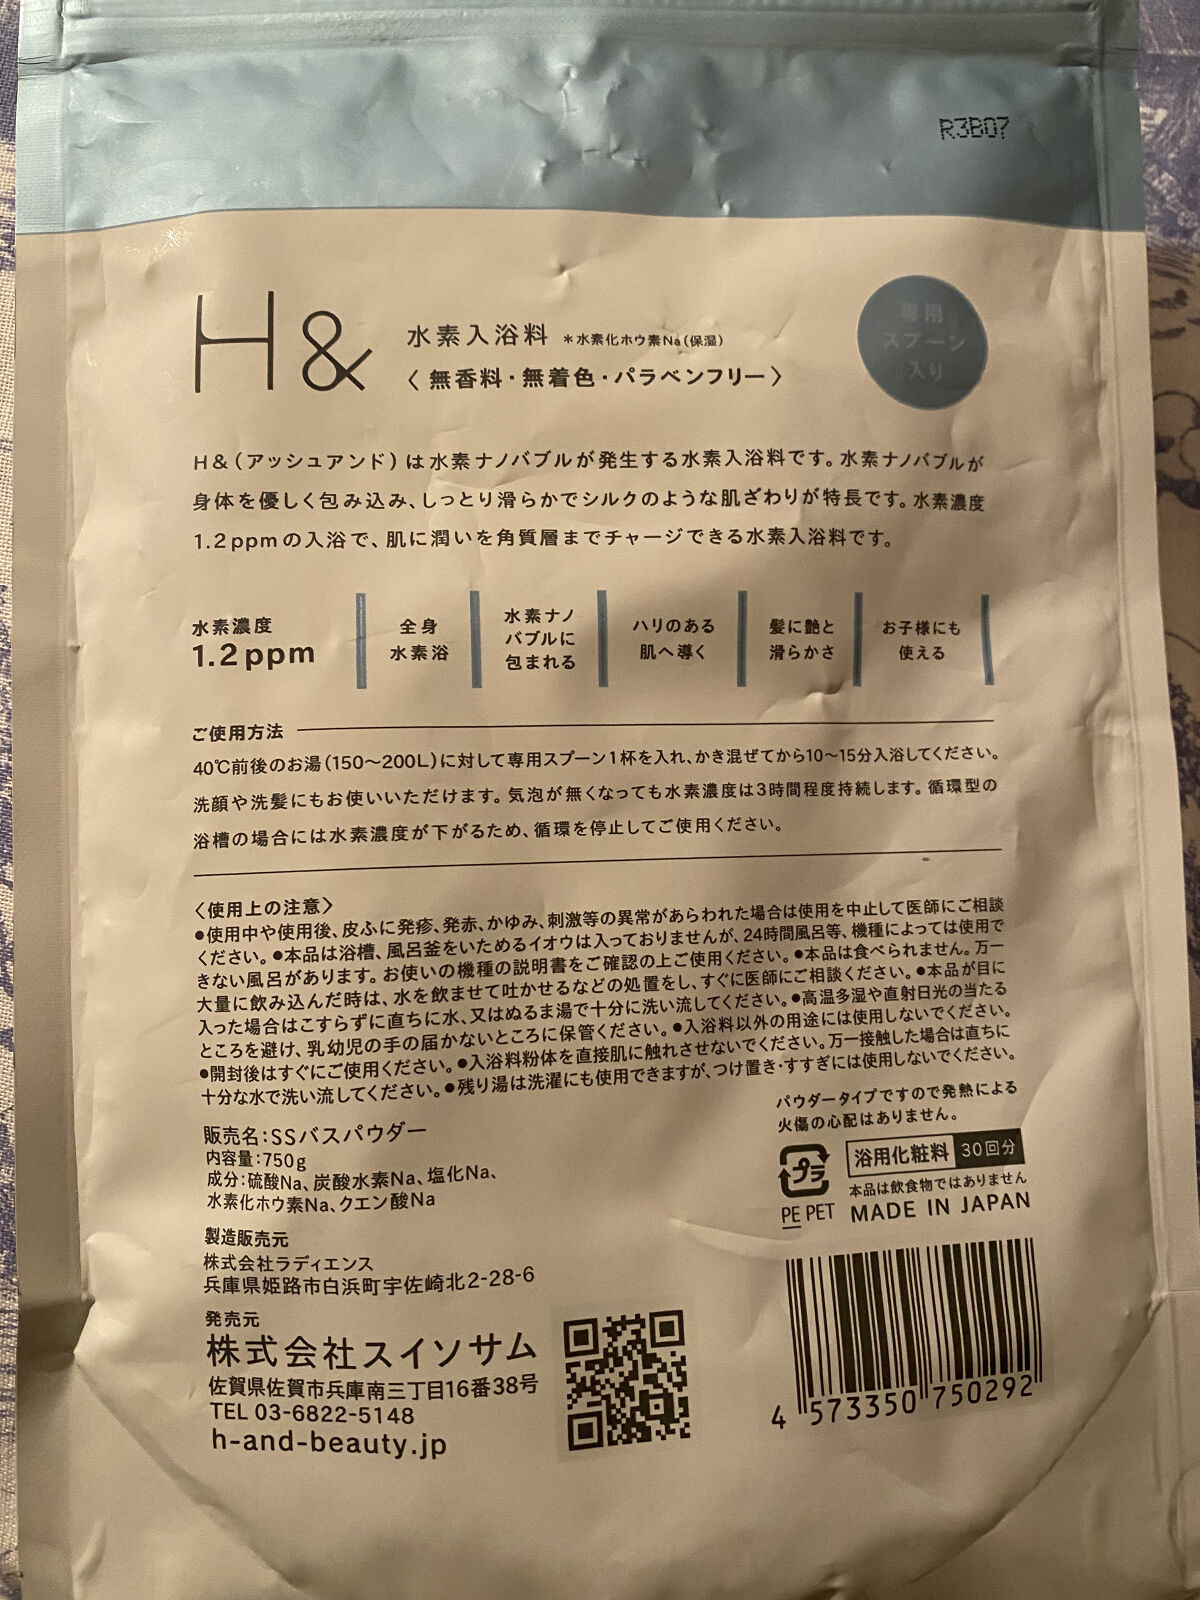 R3B07
H&
水素入浴料 *水素化ホウ素Na(保湿)
〈 無香料・無着色・パラベンフリー 〉
専用
スプーン
入り
H&(アッシュアンド)は水素ナノバブルが発生する水素入浴料です。水素ナノバブルが
身体を優しく包み込み、しっとり滑らかでシルクのような肌ざわりが特長です。水素濃度
1.2ppmの入浴で、肌に潤いを角質層までチャージできる水素入浴料です。
水素濃度
1.2ppm
全身
水素浴
水素ナノ
バブルに
包まれる
ハリのある
肌へ導く
髪に艶と
滑らかさ
お子様にも
使える
ご使用方法
40℃前後のお湯(150〜200L)に対して専用スプーン1杯を入れ、かき混ぜてから10〜15分入浴してください。
洗顔や洗髪にもお使いいただけます。気泡が無くなっても水素濃度は3時間程度持続します。循環型の
浴槽の場合には水素濃度が下がるため、循環を停止してご使用ください。
〈使用上の注意〉
●使用中や使用後、皮ふに発疹、発赤、かゆみ、刺激等の異常があらわれた場合は使用を中止して医師にご相談
ください。●本品は浴槽、風呂釜をいためるイオウは入っておりませんが、24時間風呂等、機種によっては使用で
きない風呂があります。お使いの機種の説明書をご確認の上ご使用ください。●本品は食べられません。万一
大量に飲み込んだ時は、水を飲ませて吐かせるなどの処置をし、すぐに医師にご相談ください。●本品が目に
入った場合はこすらずに直ちに水、又はぬるま湯で十分に洗い流してください。●高温多湿や直射日光の当たる
ところを避け、乳幼児の手の届かないところに保管ください。●入浴料以外の用途には使用しないでください。
●開封後はすぐにご使用ください。●入浴料粉体を直接肌に触れさせないでください。万一接触した場合は直ちに
十分な水で洗い流してください。●残り湯は洗濯にも使用できますが、つけ置き・すすぎには使用しないでください。
パウダータイプですので発熱による
火傷の心配はありません。
販売名:SSバスパウダー
内容量:750g
成分:硫酸Na、炭酸水素Na、塩化Na、
水素化ホウ素Na、クエン酸Na
プラ
PE PET
浴用化粧料 30回分
本品は飲食物ではありません
MADE IN JAPAN
製造販売元
株式会社ラディエンス
兵庫県姫路市白浜町宇佐崎北2-28-6
発売元
株式会社スイソサム
佐賀県佐賀市兵庫南三丁目16番38号
TEL 03-6822-5148
h-and-beauty.jp
4 573350 750292